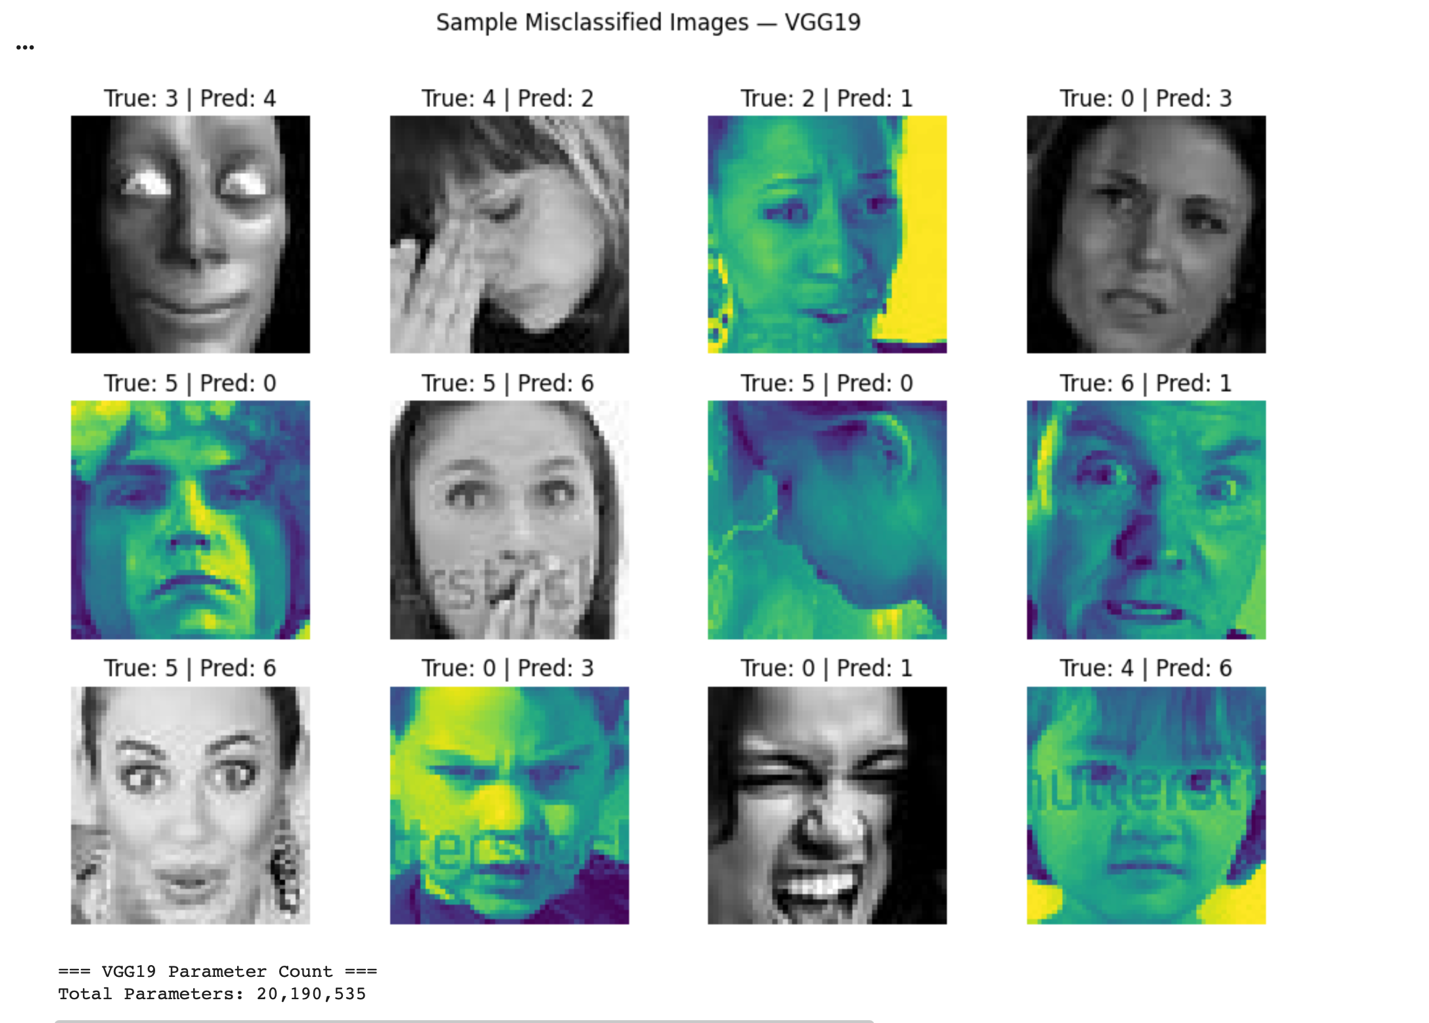 Sample Misclassified Images — VGG19
...
True: 3 | Pred: 4
True: 4 | Pred: 2
True: 2 | Pred: 1
True: 0 | Pred: 3
True: 5 | Pred: 0
True: 5 | Pred: 6
True: 5 | Pred: 0
True: 6 | Pred: 1
True: 5 | Pred: 6
True: 0 | Pred: 3
True: 0 | Pred: 1
True: 4 | Pred: 6
utterst
=== VGG19 Parameter Count ===
Total Parameters: 20,190,535